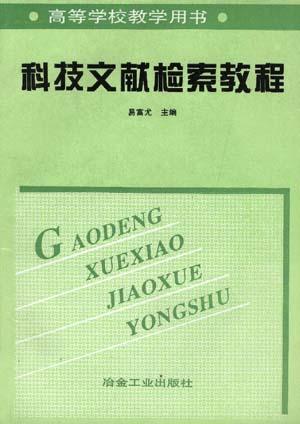 高等学校教学用书
科技文献检索教程
易富尤 主编
GAODENG
XUEXIAO
JIAOXUE
YONGSHU
冶金工业出版社